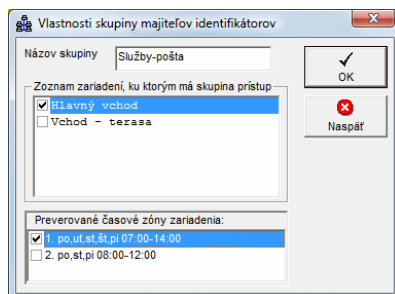 Vlastnosti skupiny majiteľov identifikátorov
Názov skupiny
Služby-pošta
OK
Naspäť
Zoznam zariadení, ku ktorým má skupina prístup
Hlavný vchod
Vchod - terasa
Preverované časové zóny zariadenia:
1. po,ut,st,št,pi 07:00-14:00
2. po,st,pi 08:00-12:00